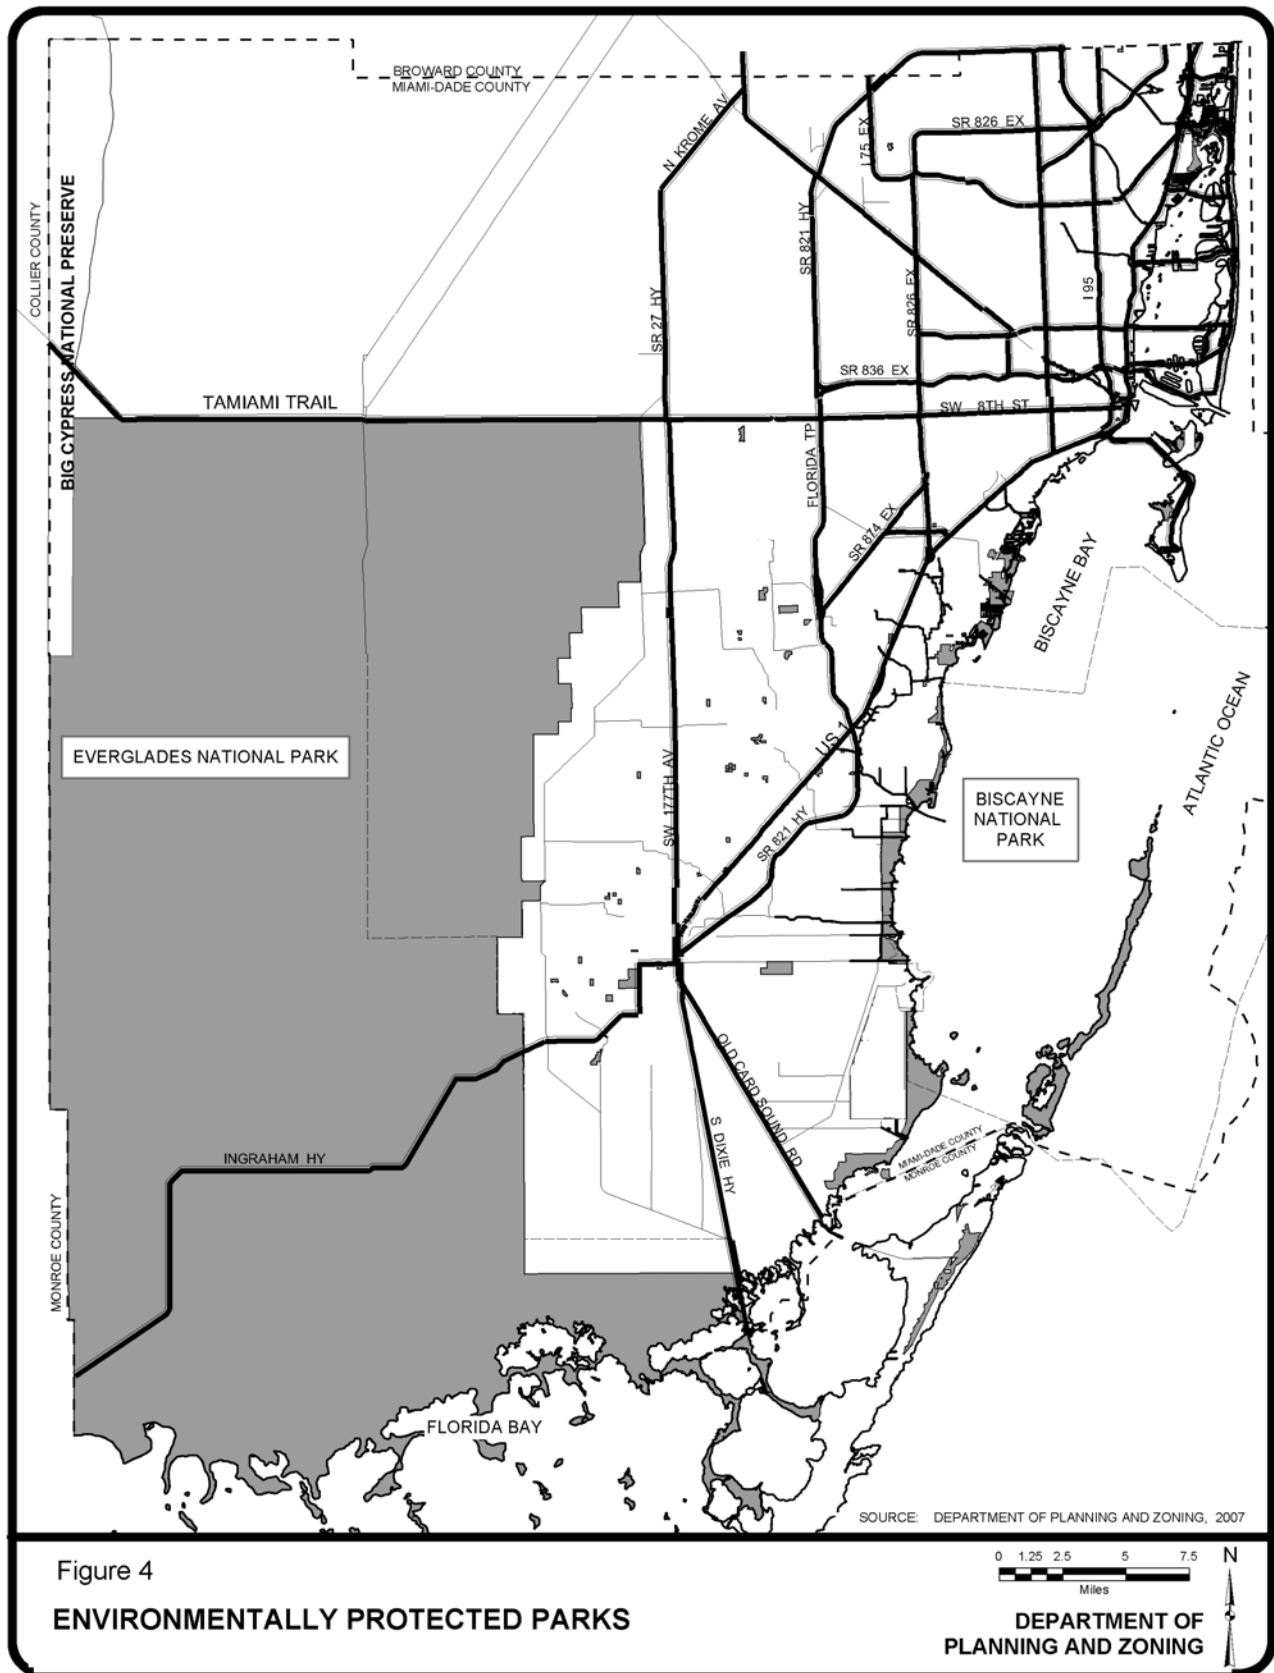 BROWARD COUNTY
MIAMI-DADE COUNTY
N KROME AV
I 75 EX
SR 826 EX
COLLIER COUNTY
BIG CYPRESS NATIONAL PRESERVE
SR 821 HY
SR 27 HY
SR 826 EX
I 95
SR 836 EX
TAMIAMI TRAIL
SW 8TH ST
FLORIDA TP
SR 874 EX
BISCAYNE BAY
ATLANTIC OCEAN
EVERGLADES NATIONAL PARK
US 1
SW 177TH AV
SR 821 HY
BISCAYNE
NATIONAL
PARK
OLD CARD SOUND RD
S DIXIE HY
MIAMI-DADE COUNTY
MONROE COUNTY
INGRAHAM HY
MONROE COUNTY
FLORIDA BAY
SOURCE: DEPARTMENT OF PLANNING AND ZONING, 2007
Figure 4
ENVIRONMENTALLY PROTECTED PARKS
0 1.25 2.5 5 7.5
Miles
N
DEPARTMENT OF
PLANNING AND ZONING